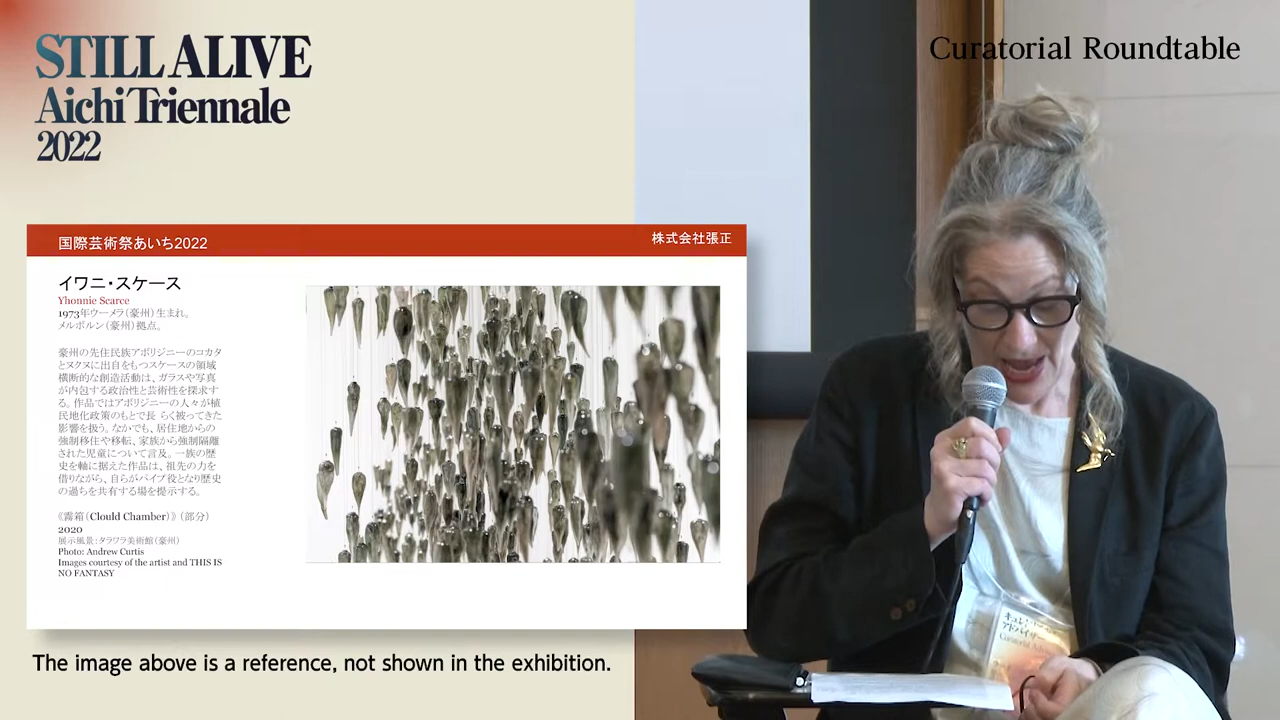 STILL ALIVE
Aichi Triennale
2022
Curatorial Roundtable
国際芸術祭あいち2022
株式会社張正
イワニ・スケース
Yhonnie Scarce
1973年ウーメラ（豪州）生まれ。
メルボルン（豪州）拠点。
豪州の先住民族アボリジニーのコカタ
とヌクヌに出自をもつスケースの領域
横断的な創造活動は、ガラスや写真
が内包する政治性と芸術性を探求す
る。作品ではアボリジニーの人々が植
民地化政策のもとで長 らく被ってきた
影響を扱う。なかでも、居住地からの
強制移住や移転、家族から強制隔離
された児童について言及。一族の歴
史を軸に据えた作品は、祖先の力を
借りながら、自らがパイプ役となり歴史
の過ちを共有する場を提示する。
《霧箱（Clould Chamber）》（部分）
2020
展示風景：タラワラ美術館（豪州）
Photo: Andrew Curtis
Images courtesy of the artist and THIS IS
NO FANTASY
The image above is a reference, not shown in the exhibition.
キュレトリアル・
アドバイザー
Curatorial